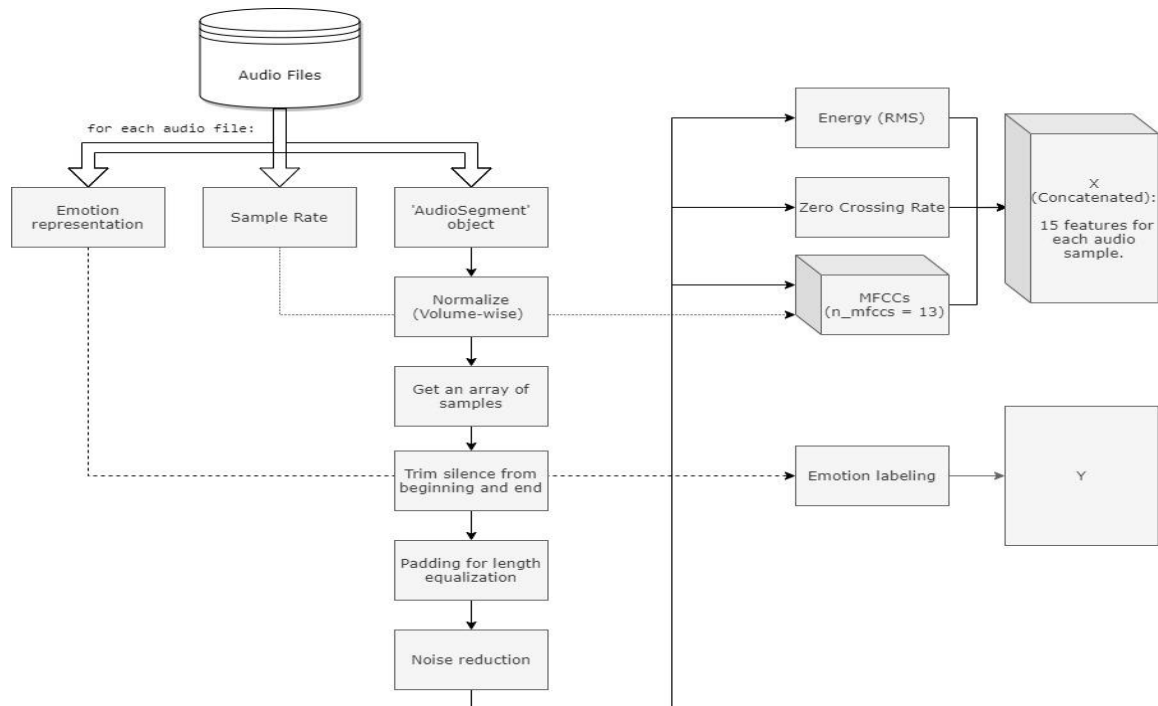 Audio Files
for each audio file:
Emotion
representation
Sample Rate
'AudioSegment'
object
Normalize
(Volume-wise)
Get an array of
samples
Trim silence from
beginning and end
Padding for length
equalization
Noise reduction
Energy (RMS)
Zero Crossing Rate
MFCCs
(n_mfccs = 13)
X
(Concatenated):
15 features for
each audio
sample.
Emotion labeling
Y